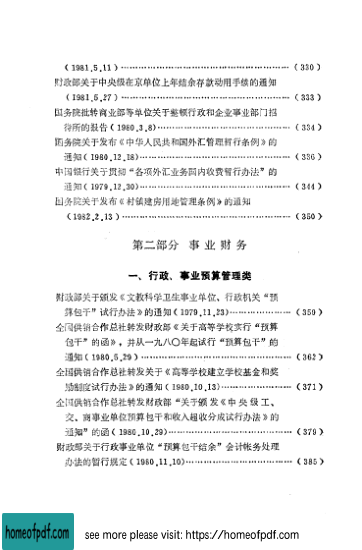 (1981.5.11) …… (330)
财政部关于中央级在京单位上年结余存款动用手续的通知
(1981.5.27) …… (333)
国务院批转商业部等单位关于整顿行政和企业事业部门招
待所的报告(1980.3.8) …… (334)
国务院关于发布《中华人民共和国外汇管理暂行条例》的
通知(1980.12.18) …… (336)
中国银行关于贯彻“各项外汇业务国内收费暂行办法”的
通知(1979.12.30) …… (344)
国务院关于发布《村镇建房用地管理条例》的通知
(1982.2.13) …… (350)
第二部分 事业财务
一、行政、事业预算管理类
财政部关于颁发《文教科学卫生事业单位、行政机关“预
算包干”试行办法》的通知(1979.11.23) …… (359)
全国供销合作总社转发财政部《关于高等学校实行“预算
包干”的函》，并从一九八〇年起试行“预算包干”的
通知(1980.5.29) …… (362)
全国供销合作总社转发关于《高等学校建立学校基金和奖
励制度试行办法》的通知(1980.10.13) …… (371)
全国供销合作总社转发财政部“关于颁发《中央级工、
交、商事业单位预算包干和收入超收分成试行办法》的
通知”的函(1980.10.29) …… (379)
财政部关于行政事业单位“预算包干结余”会计帐务处理
办法的暂行规定(1980.11.10) …… (385)
homeofpdf.com
see more please visit: https://homeofpdf.com